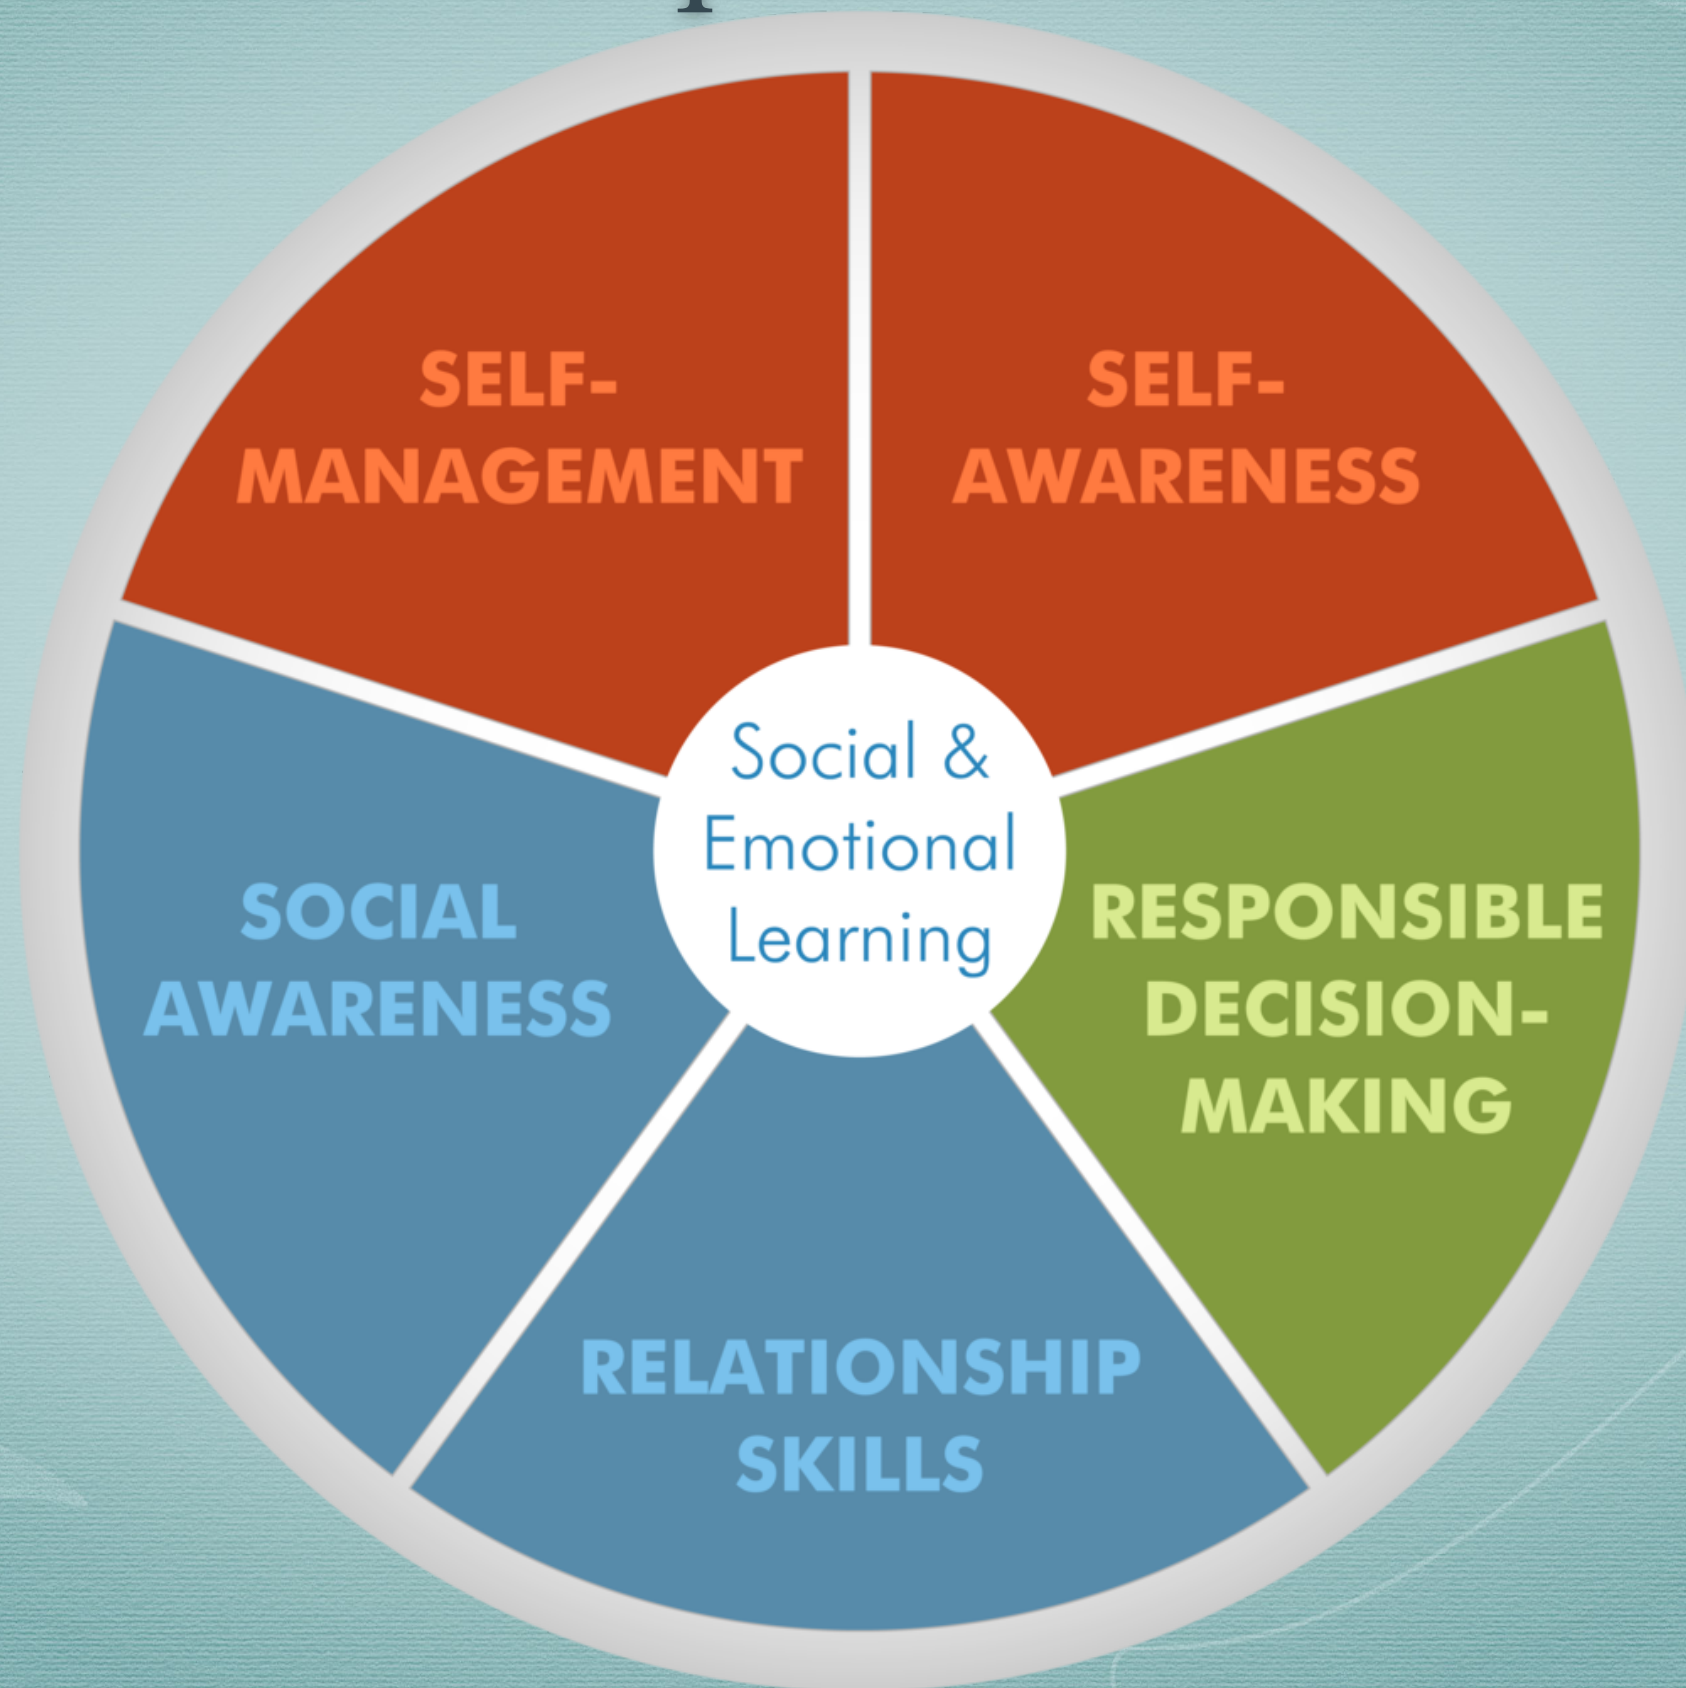 SELF-
MANAGEMENT
SELF-
AWARENESS
Social &
Emotional
Learning
SOCIAL
AWARENESS
RESPONSIBLE
DECISION-
MAKING
RELATIONSHIP
SKILLS